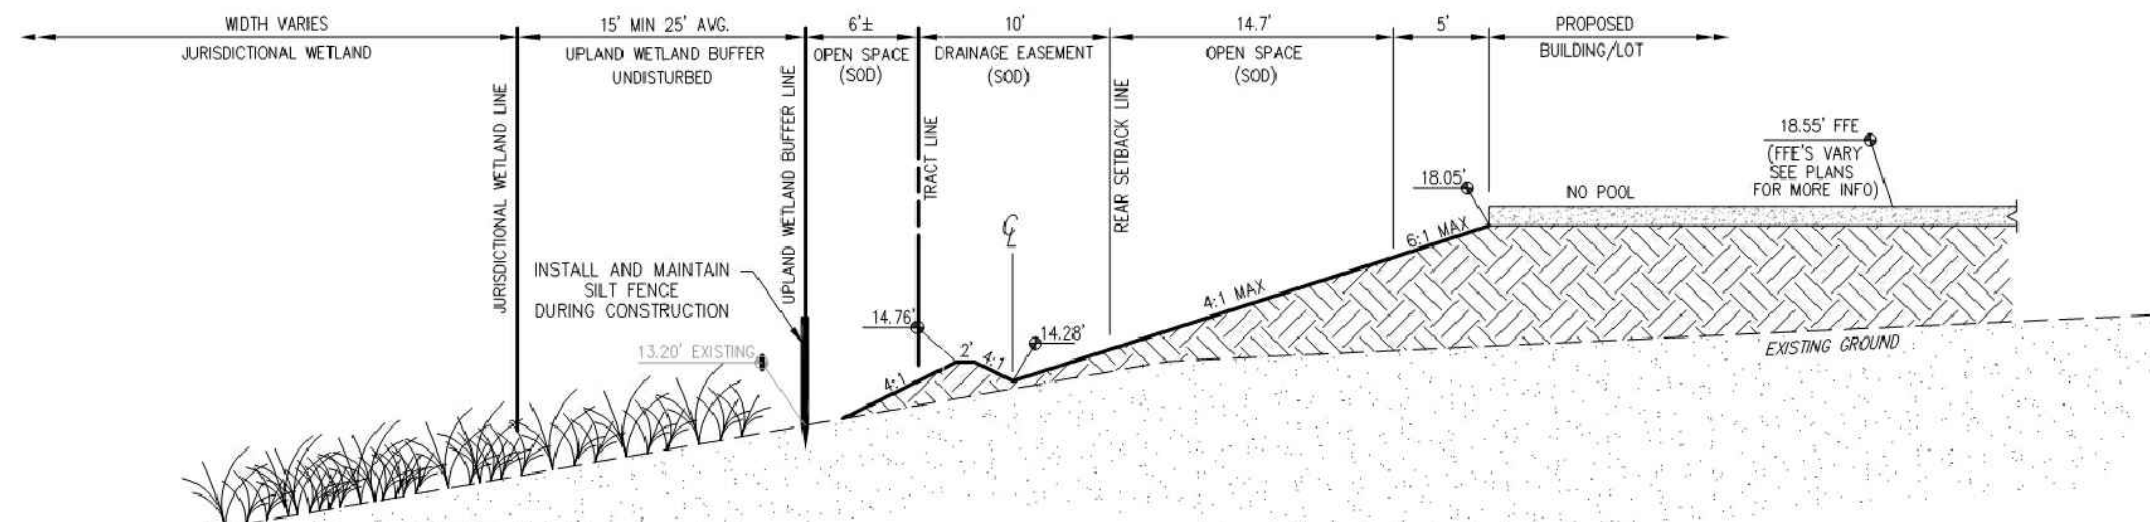 WIDTH VARIES
JURISDICTIONAL WETLAND
15' MIN 25' AVG.
UPLAND WETLAND BUFFER
UNDISTURBED
6'±
OPEN SPACE
(SOD)
10'
DRAINAGE EASEMENT
(SOD)
14.7'
OPEN SPACE
(SOD)
5'
PROPOSED
BUILDING/LOT
JURISDICTIONAL WETLAND LINE
UPLAND WETLAND BUFFER LINE
TRACT LINE
REAR SETBACK LINE
INSTALL AND MAINTAIN
SILT FENCE
DURING CONSTRUCTION
13.20' EXISTING
14.76'
CL
14.28'
4:1
2'
4:1
4:1 MAX
6:1 MAX
18.05'
NO POOL
18.55' FFE
(FFE'S VARY
SEE PLANS
FOR MORE INFO)
EXISTING GROUND